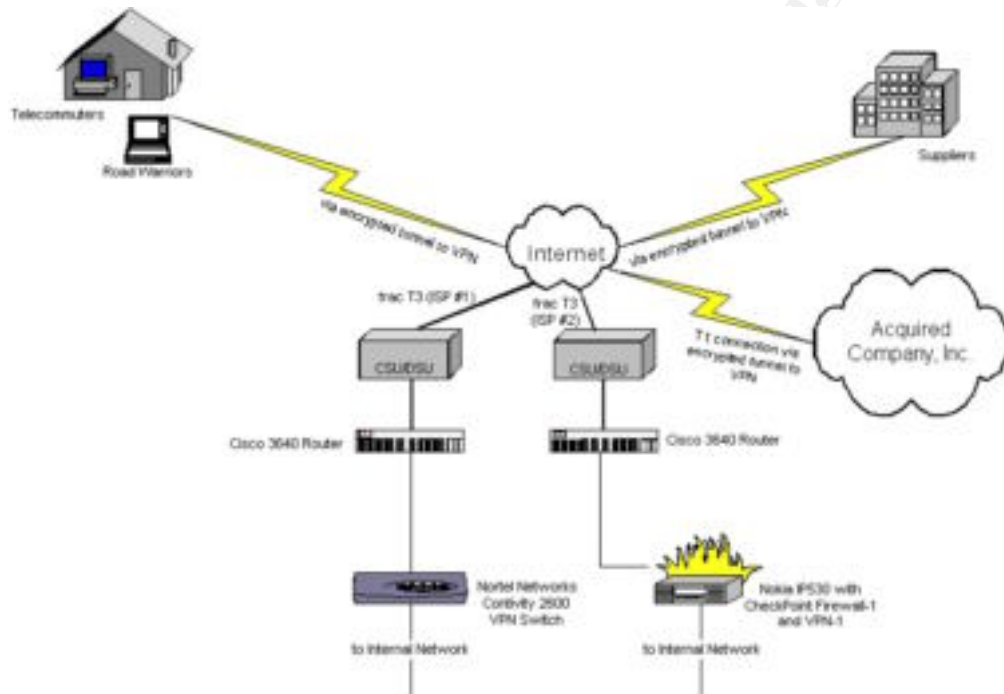 Telecommuters
Road Warriors
Suppliers
via encrypted tunnel to VPN
Internet
via encrypted tunnel to VPN
frac T3 (ISP #1)
frac T3
(ISP #2)
T1 connection via
encrypted tunnel to
VPN
Acquired
Company, Inc.
CSU/DSU
CSU/DSU
Cisco 3640 Router
Cisco 3640 Router
Nortel Networks
Contivity 2600
VPN Switch
Nokia IP530 with
CheckPoint Firewall-1
and VPN-1
to Internal Network
to Internal Network